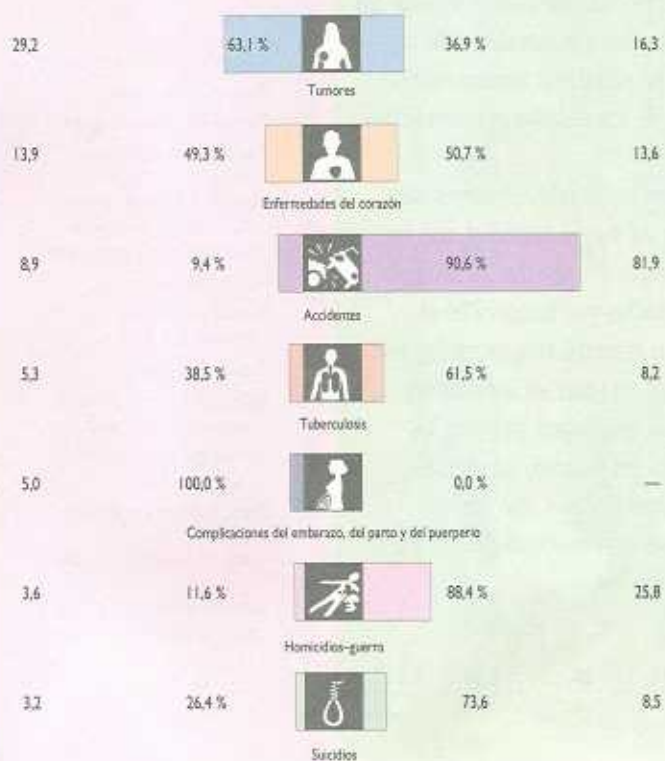 29,2 63,1 % 36,9 % 16,3
Tumores
13,9 49,3 % 50,7 % 13,6
Enfermedades del corazón
8,9 9,4 % 90,6 % 81,9
Accidentes
5,3 38,5 % 61,5 % 8,2
Tuberculosis
5,0 100,0 % 0,0 % —
Complicaciones del embarazo, del parto y del puerperio
3,6 11,6 % 88,4 % 25,8
Homicidios-guerra
3,2 26,4 % 73,6 8,5
Suicidios